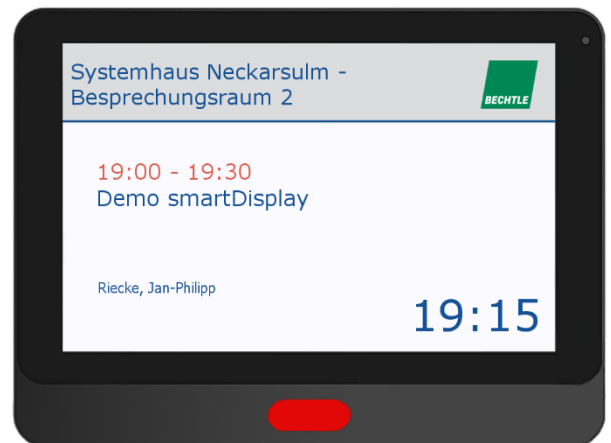 Systemhaus Neckarsulm -
Besprechungsraum 2
BECHTLE
19:00 - 19:30
Demo smartDisplay
Riecke, Jan-Philipp
19:15